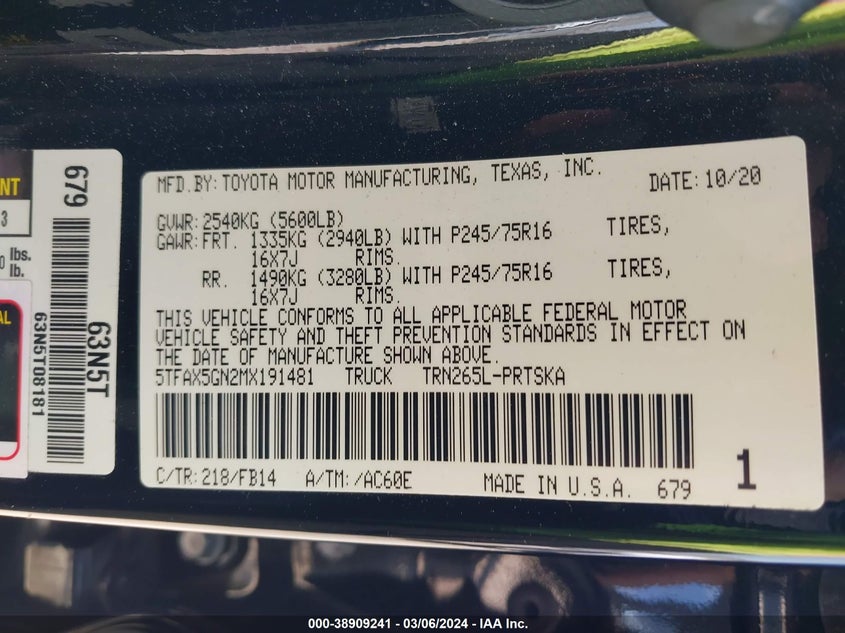 MFD.BY:TOYOTA MOTOR MANUFACTURING, TEXAS, INC. DATE:10/20
GVWR:2540KG (5600LB)
GAWR:FRT. 1335KG (2940LB) WITH P245/75R16 TIRES,
16X7J RIMS.
RR. 1490KG (3280LB) WITH P245/75R16 TIRES,
16X7J RIMS.
THIS VEHICLE CONFORMS TO ALL APPLICABLE FEDERAL MOTOR
VEHICLE SAFETY AND THEFT PREVENTION STANDARDS IN EFFECT ON
THE DATE OF MANUFACTURE SHOWN ABOVE.
5TFAX5GN2MX191481 TRUCK TRN265L-PRTSKA
C/TR:218/FB14 A/TM:/AC60E MADE IN U.S.A. 679
1
679
63N5T
63N5T08181
3
lbs.
lb.
000-38909241 - 03/06/2024 - IAA Inc.